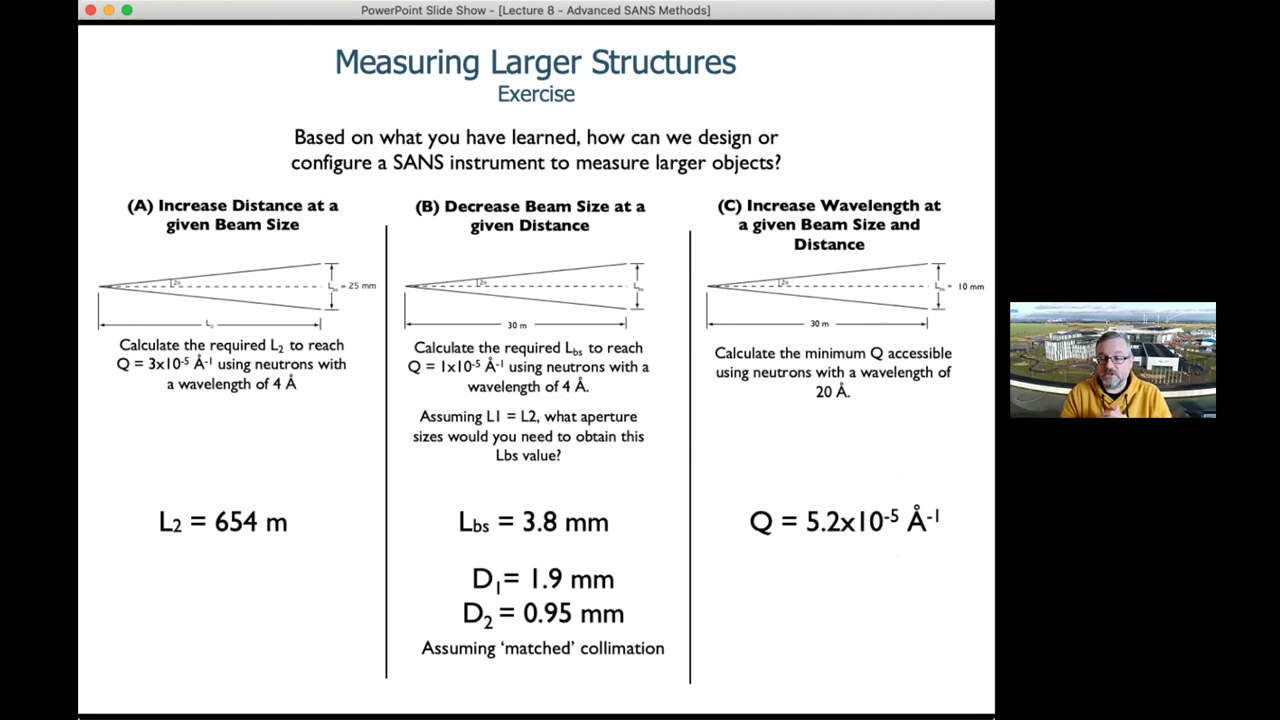 PowerPoint Slide Show - [Lecture 8 - Advanced SANS Methods]
Measuring Larger Structures
Exercise
Based on what you have learned, how can we design or
configure a SANS instrument to measure larger objects?
(A) Increase Distance at a
given Beam Size
L = 25 mm
L₂
Calculate the required L2 to reach
Q = 3x10⁻⁵ Å⁻¹ using neutrons with
a wavelength of 4 Å
L₂ = 654 m
(B) Decrease Beam Size at a
given Distance
30 m
Calculate the required Lbs to reach
Q = 1x10⁻⁵ Å⁻¹ using neutrons with a
wavelength of 4 Å.
Assuming L1 = L2, what aperture
sizes would you need to obtain this
Lbs value?
Lbs = 3.8 mm
D₁= 1.9 mm
D₂ = 0.95 mm
Assuming ‘matched’ collimation
(C) Increase Wavelength at
a given Beam Size and
Distance
L = 10 mm
30 m
Calculate the minimum Q accessible
using neutrons with a wavelength of
20 Å.
Q = 5.2x10⁻⁵ Å⁻¹